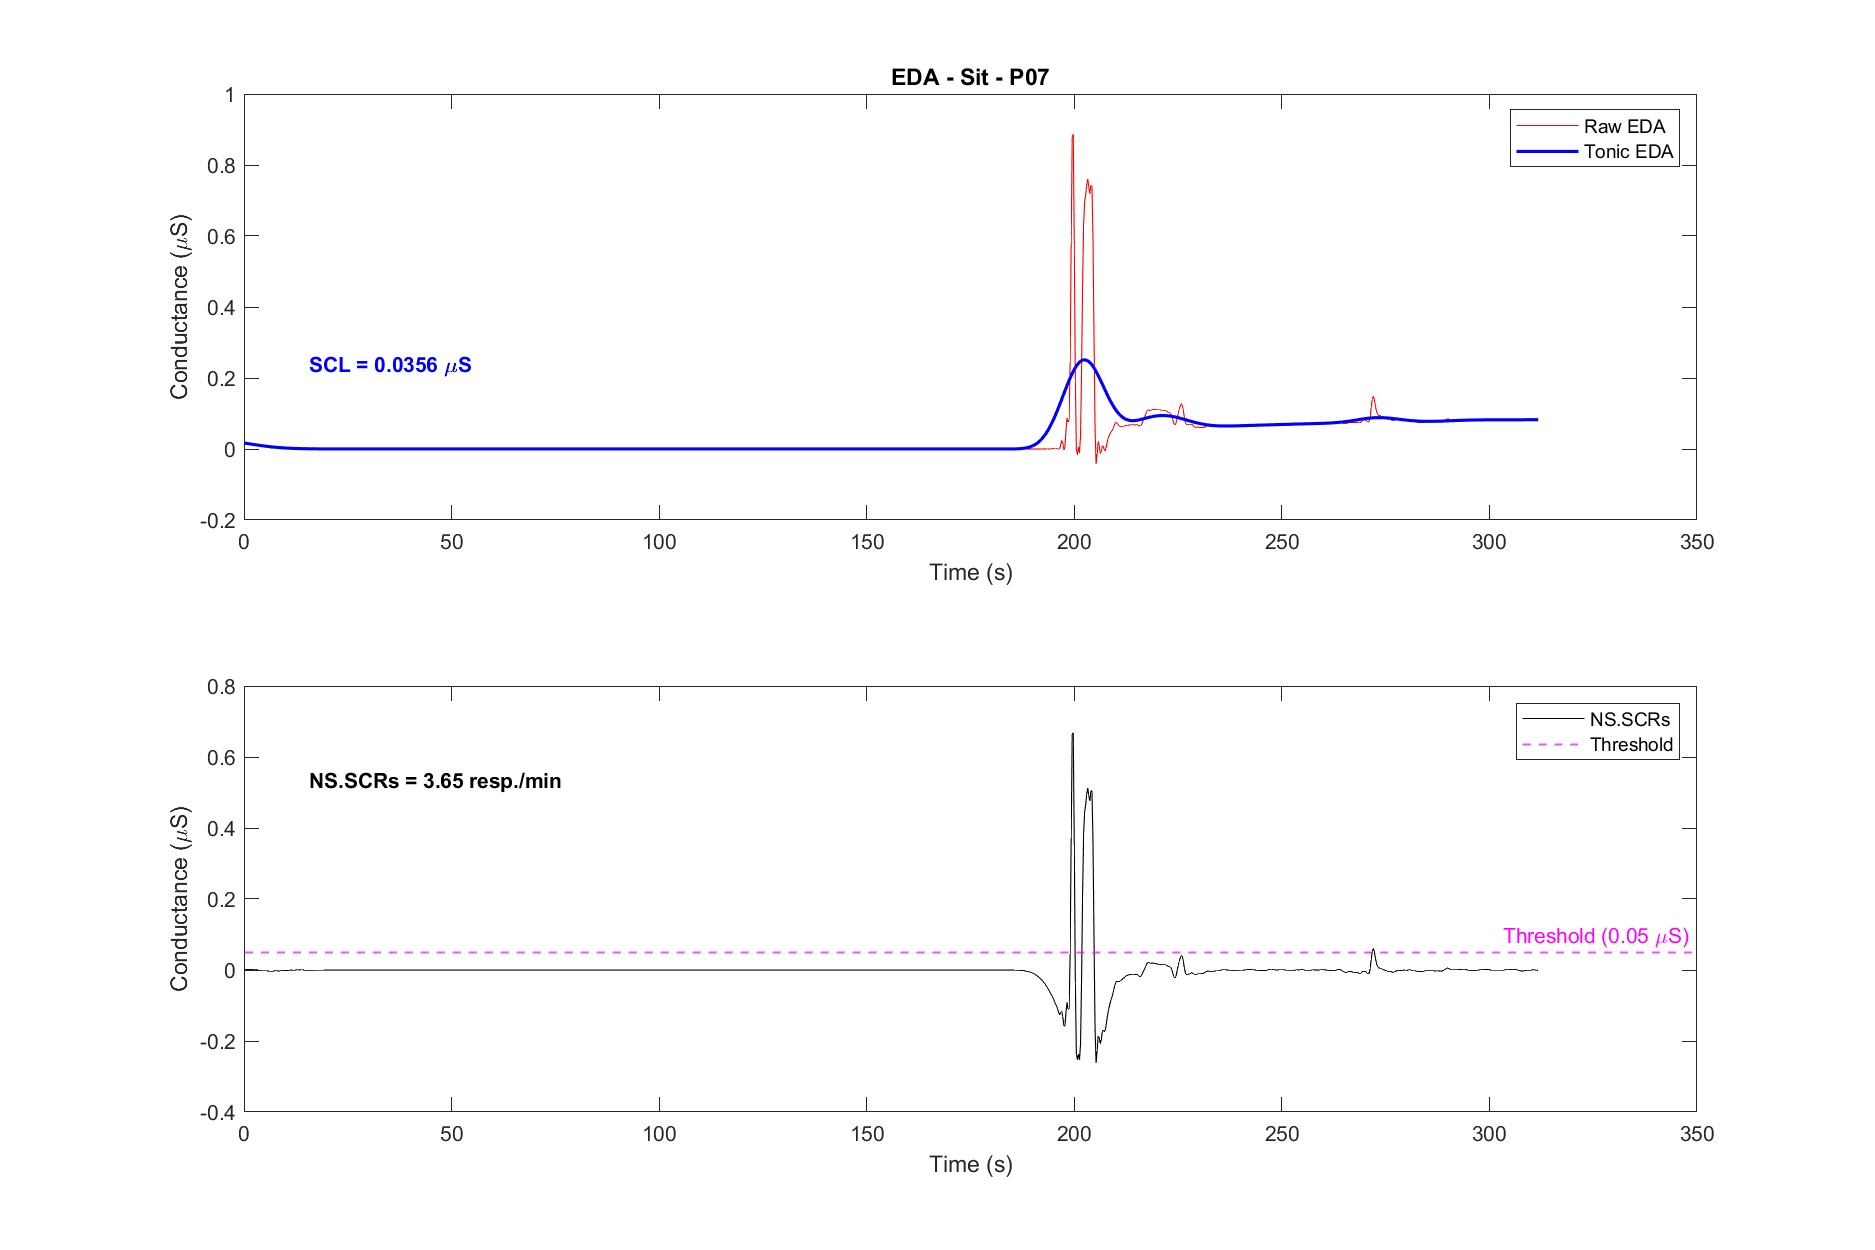 EDA - Sit - P07
1
0.8
0.6
0.4
0.2
0
-0.2
Conductance (μS)
Raw EDA
Tonic EDA
SCL = 0.0356 μS
0 50 100 150 200 250 300 350
Time (s)
0.8
0.6
0.4
0.2
0
-0.2
-0.4
Conductance (μS)
NS.SCRs
Threshold
NS.SCRs = 3.65 resp./min
Threshold (0.05 μS)
0 50 100 150 200 250 300 350
Time (s)